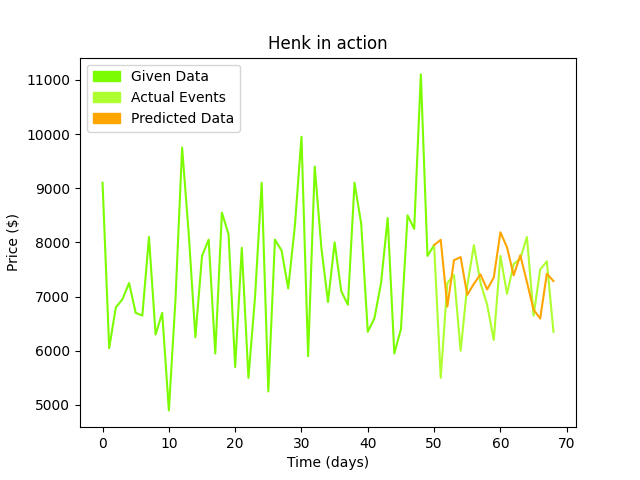 Henk in action
Given Data
Actual Events
Predicted Data
Price ($)
11000
10000
9000
8000
7000
6000
5000
0 10 20 30 40 50 60 70
Time (days)